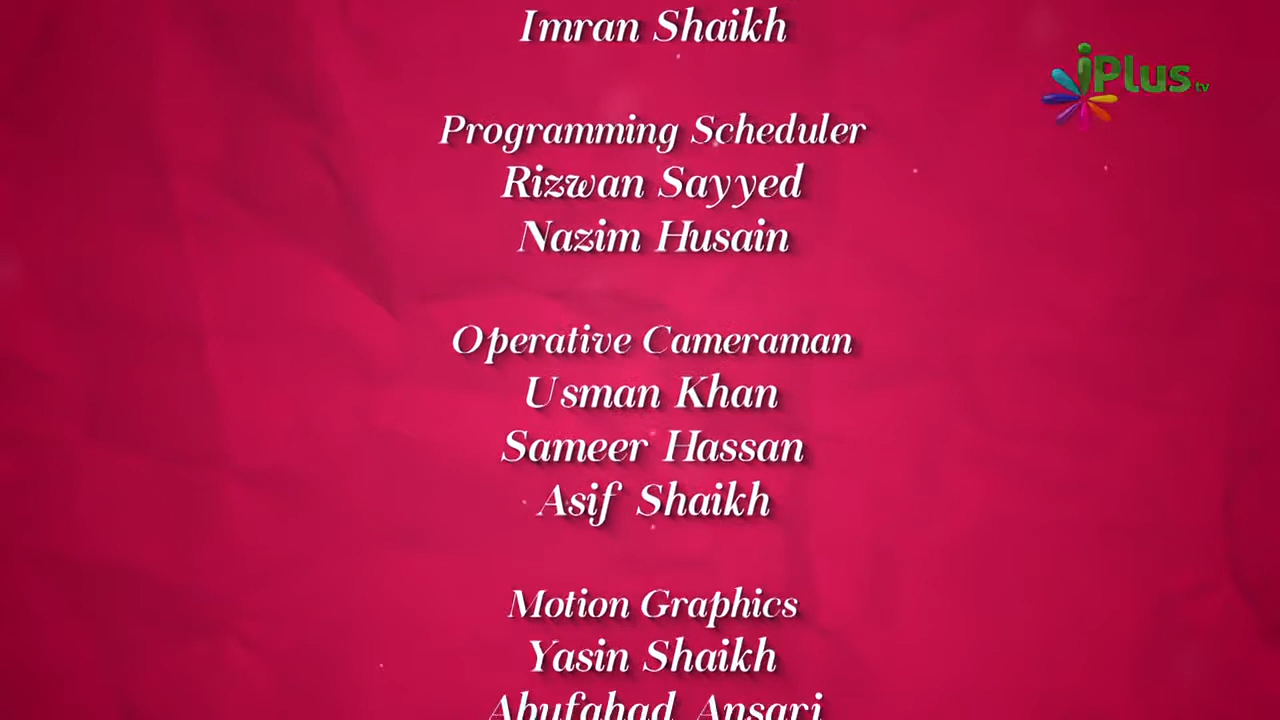 Imran Shaikh
iPlus tv
Programming Scheduler
Rizwan Sayyed
Nazim Husain
Operative Cameraman
Usman Khan
Sameer Hassan
Asif Shaikh
Motion Graphics
Yasin Shaikh
Abufahad Ansari